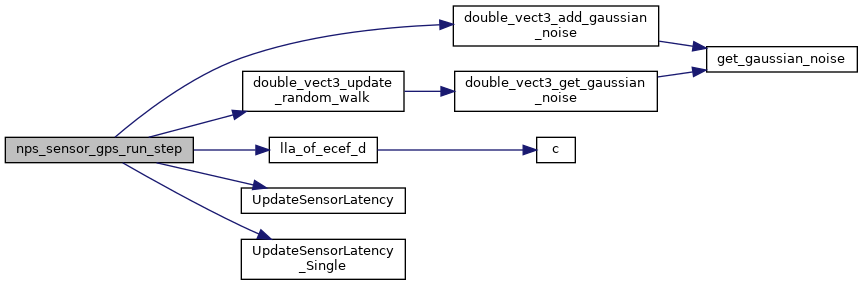 double_vect3_add_gaussian
_noise
get_gaussian_noise
double_vect3_update
_random_walk
double_vect3_get_gaussian
_noise
nps_sensor_gps_run_step
lla_of_ecef_d
c
UpdateSensorLatency
UpdateSensorLatency
_Single